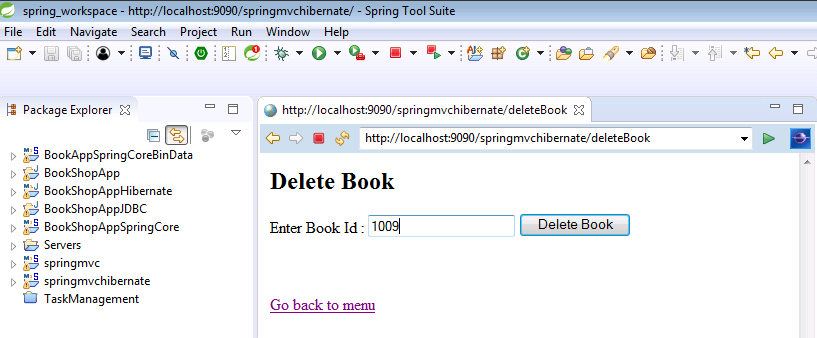 spring_workspace - http://localhost:9090/springmvchibernate/ - Spring Tool Suite
File Edit Navigate Search Project Run Window Help
Package Explorer
http://localhost:9090/springmvchibernate/deleteBook
http://localhost:9090/springmvchibernate/deleteBook
BookAppSpringCoreBinData
BookShopApp
BookShopAppHibernate
BookShopAppJDBC
BookShopAppSpringCore
Servers
springmvc
springmvchibernate
TaskManagement
Delete Book
Enter Book Id : 1009 Delete Book
Go back to menu